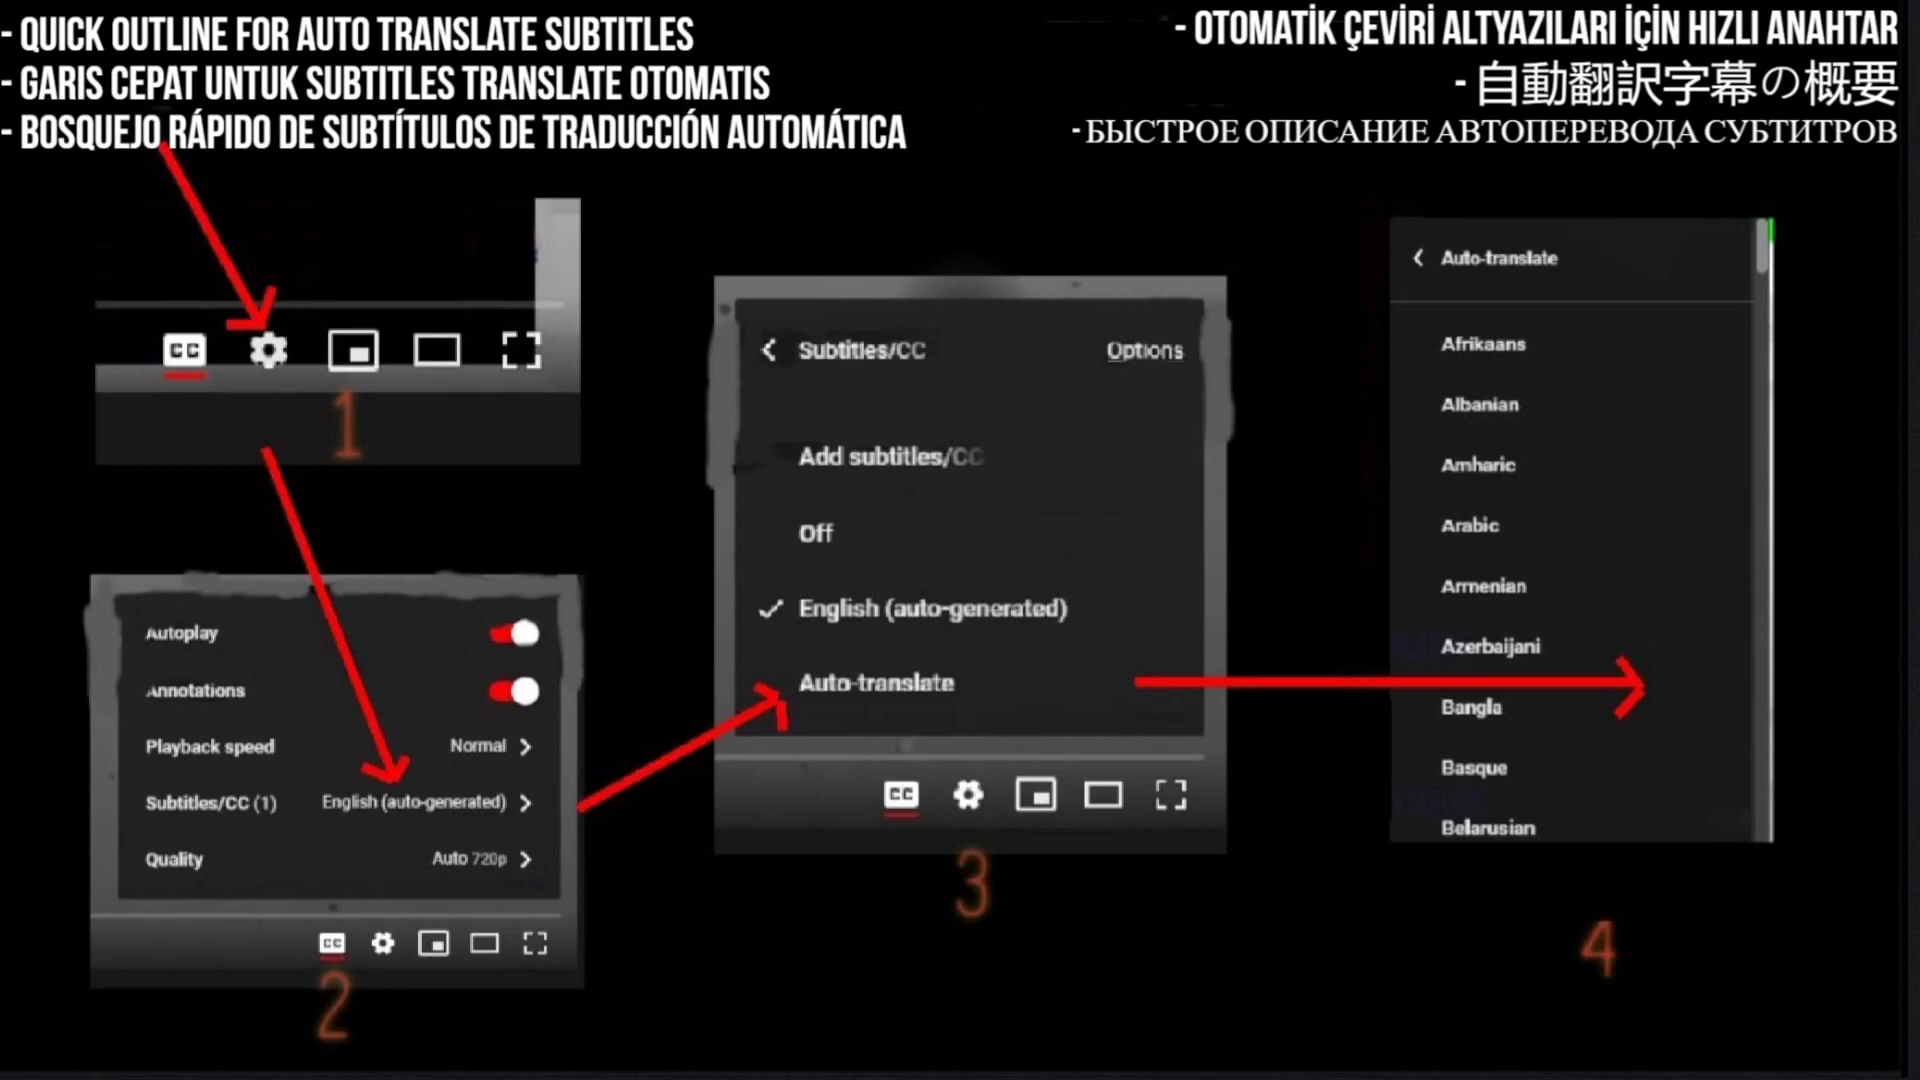 - QUICK OUTLINE FOR AUTO TRANSLATE SUBTITLES
- GARIS CEPAT UNTUK SUBTITLES TRANSLATE OTOMATIS
- BOSQUEJO RÁPIDO DE SUBTÍTULOS DE TRADUCCIÓN AUTOMÁTICA
- OTOMATİK ÇEVİRİ ALTYAZILARI İÇİN HIZLI ANAHTAR
- 自動翻訳字幕の概要
- БЫСТРОЕ ОПИСАНИЕ АВТОПЕРЕВОДА СУБТИТРОВ
CC
1
Autoplay
Annotations
Playback speed Normal
Subtitles/CC (1) English (auto-generated)
Quality Auto 720p
CC
2
Subtitles/CC Options
Add subtitles/CC
Off
English (auto-generated)
Auto-translate
CC
3
Auto-translate
Afrikaans
Albanian
Amharic
Arabic
Armenian
Azerbaijani
Bangla
Basque
Belarusian
4